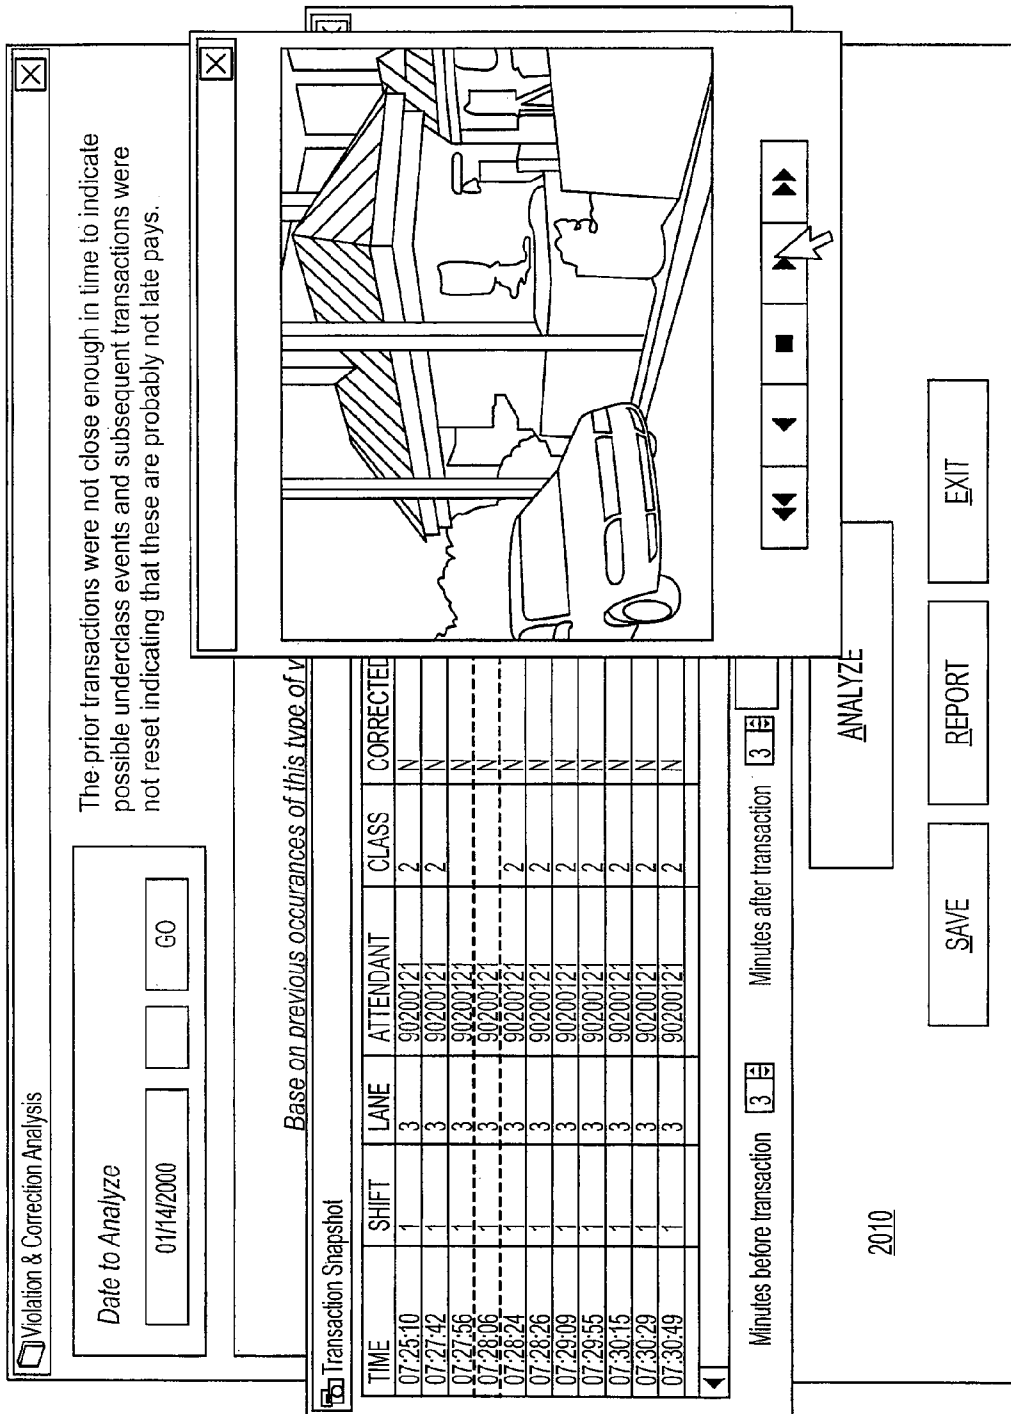 Violation & Correction Analysis
Date to Analyze
01/14/2000 GO
The prior transactions were not close enough in time to indicate
possible underclass events and subsequent transactions were
not reset indicating that these are probably not late pays.
Base on previous occurances of this type of v
Transaction Snapshot
TIME SHIFT LANE ATTENDANT CLASS CORRECTED
07:25:10 1 3 90200121 2 N
07:27:42 1 3 90200121 2 N
07:27:56 1 3 90200121 N
07:28:06 1 3 90200121 N
07:28:24 1 3 90200121 2 N
07:28:26 1 3 90200121 2 N
07:29:09 1 3 90200121 2 N
07:29:55 1 3 90200121 2 N
07:30:15 1 3 90200121 2 N
07:30:29 1 3 90200121 2 N
07:30:49 1 3 90200121 2 N
Minutes before transaction 3 Minutes after transaction 3
ANALYZE
SAVE REPORT EXIT
2010